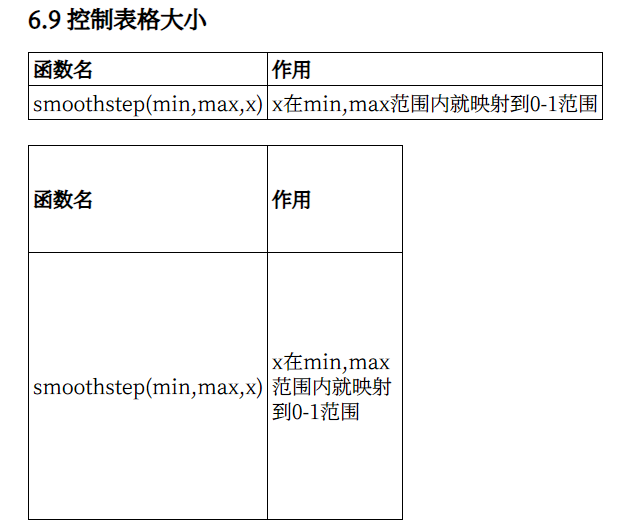 6.9 控制表格大小
函数名 作用
smoothstep(min,max,x) x在min,max范围内就映射到0-1范围
函数名 作用
smoothstep(min,max,x)
x在min,max
范围内就映射
到0-1范围